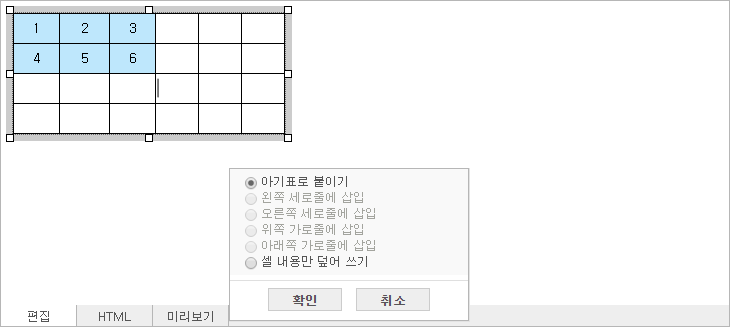 1 2 3
4 5 6
아기표로 붙이기
왼쪽 세로줄에 삽입
오른쪽 세로줄에 삽입
위쪽 가로줄에 삽입
아래쪽 가로줄에 삽입
셀 내용만 덮어 쓰기
확인 취소
편집 HTML 미리보기